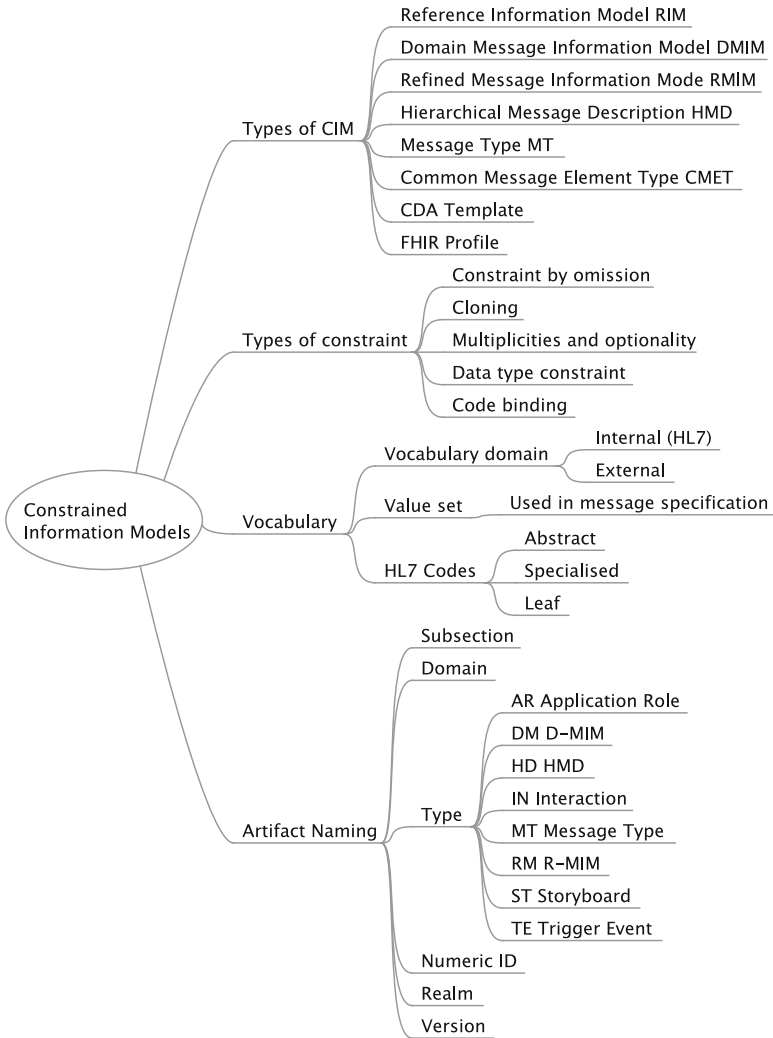 Reference Information Model RIM
Domain Message Information Model DMIM
Refined Message Information Mode RMIM
Hierarchical Message Description HMD
Types of CIM
Message Type MT
Common Message Element Type CMET
CDA Template
FHIR Profile
Constraint by omission
Cloning
Types of constraint
Multiplicities and optionality
Data type constraint
Code binding
Constrained
Information Models
Vocabulary
Vocabulary domain
Internal (HL7)
External
Value set
Used in message specification
HL7 Codes
Abstract
Specialised
Leaf
Artifact Naming
Subsection
Domain
Type
AR Application Role
DM D-MIM
HD HMD
IN Interaction
MT Message Type
RM R-MIM
ST Storyboard
TE Trigger Event
Numeric ID
Realm
Version